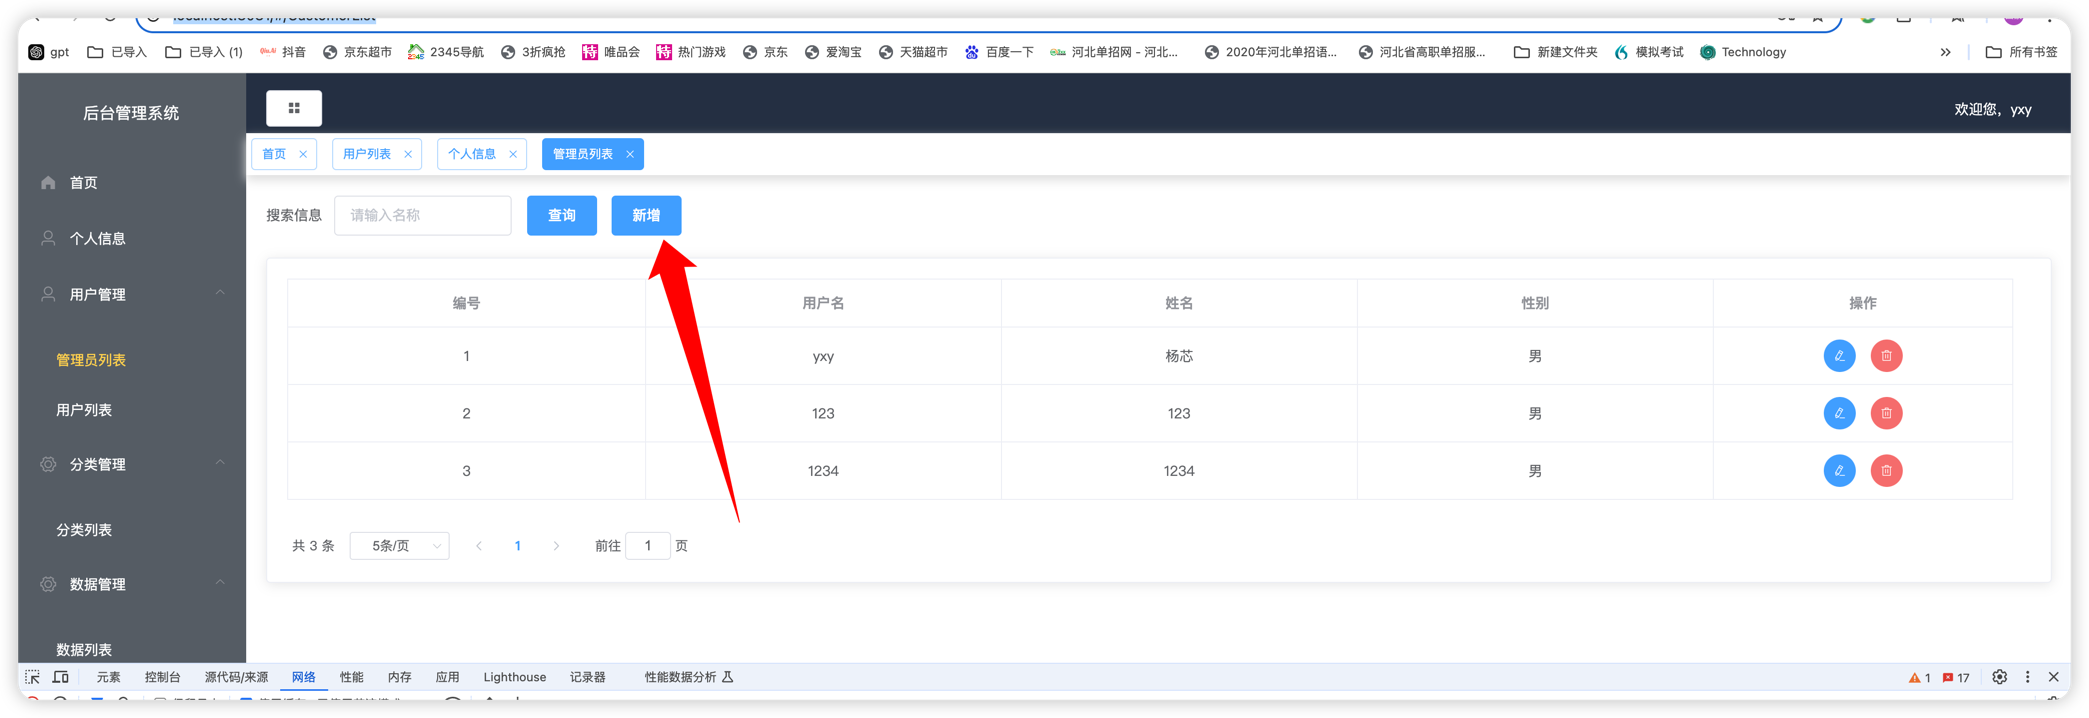 gpt 已导入 已导入 (1) 抖音 京东超市 2345导航 3折疯抢 唯品会 热门游戏 京东 爱淘宝 天猫超市 百度一下 河北单招网 - 河北... 2020年河北单招语... 河北省高职单招服... 新建文件夹 模拟考试 Technology » 所有书签
后台管理系统
欢迎您，yxy
首页 用户列表 个人信息 管理员列表
首页
个人信息
用户管理
管理员列表
用户列表
分类管理
分类列表
数据管理
数据列表
搜索信息 请输入名称 查询 新增
编号 用户名 姓名 性别 操作
1 yxy 杨芯 男
2 123 123 男
3 1234 1234 男
共 3 条 5条/页 1 前往 1 页
元素 控制台 源代码/来源 网络 性能 内存 应用 Lighthouse 记录器 性能数据分析 1 17